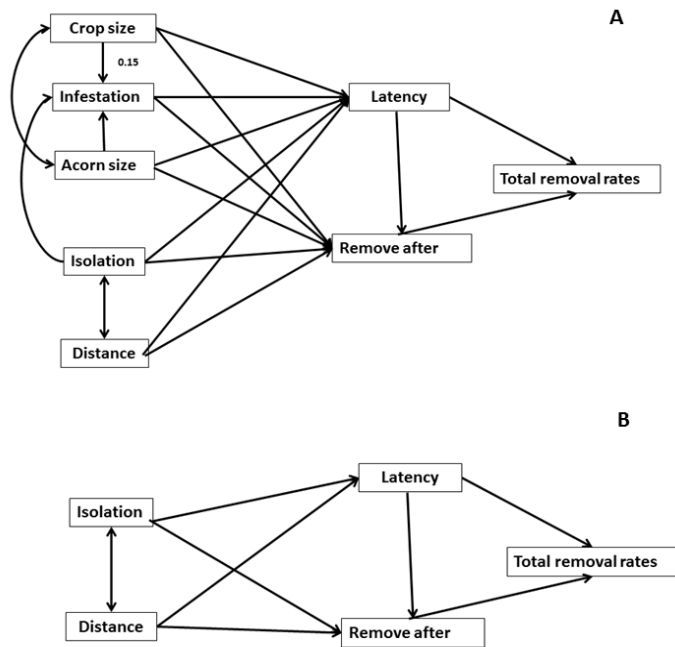 A
Crop size
0.15
Infestation
Latency
Acorn size
Total removal rates
Isolation
Remove after
Distance
B
Latency
Isolation
Total removal rates
Distance
Remove after